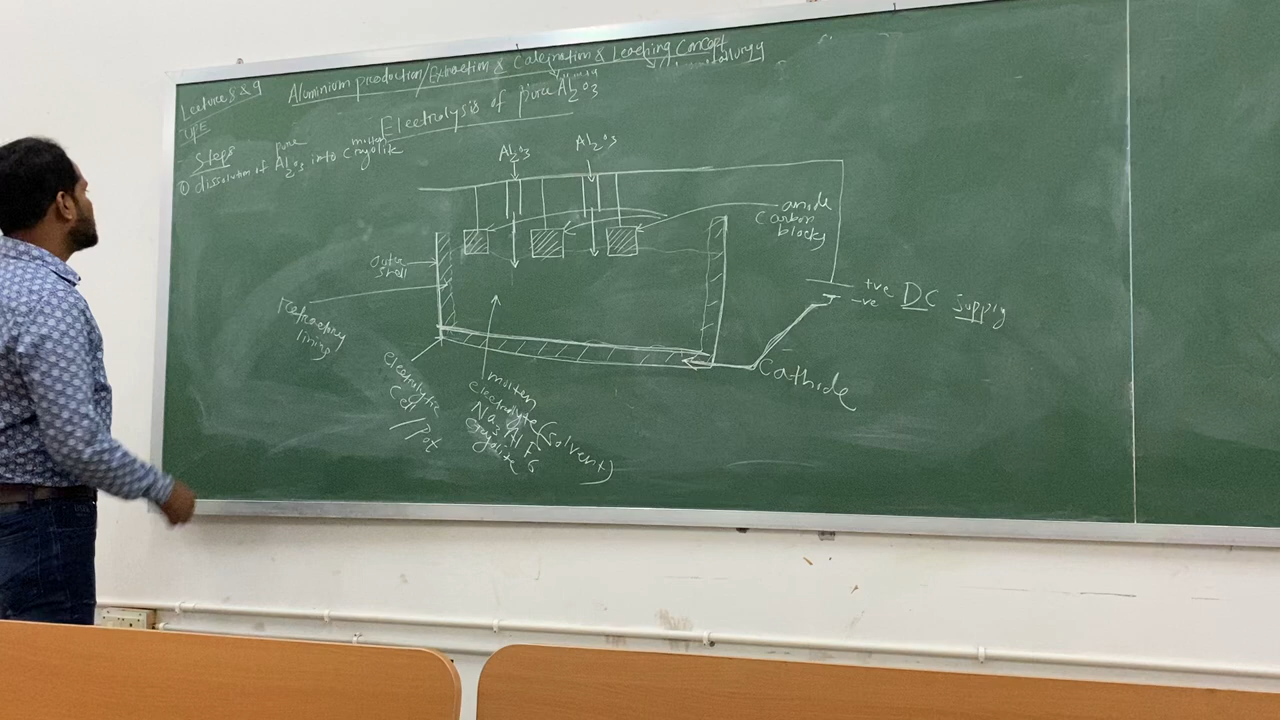 Lecture 8 & 9
UPE
Aluminium production/Extraction & Calcination & Leaching Concept
Electrolysis of pure Al2O3
Steps
① dissolution of pure Al2O3 into molten cryolite
Al2O3
Al2O3
anode
carbon
blocks
outer
shell
Refractory
lining
+ve
-ve
DC supply
electrolytic
Cell
/Pot
molten
electrolyte (solvent)
Na3AlF6
Cryolite
Cathode